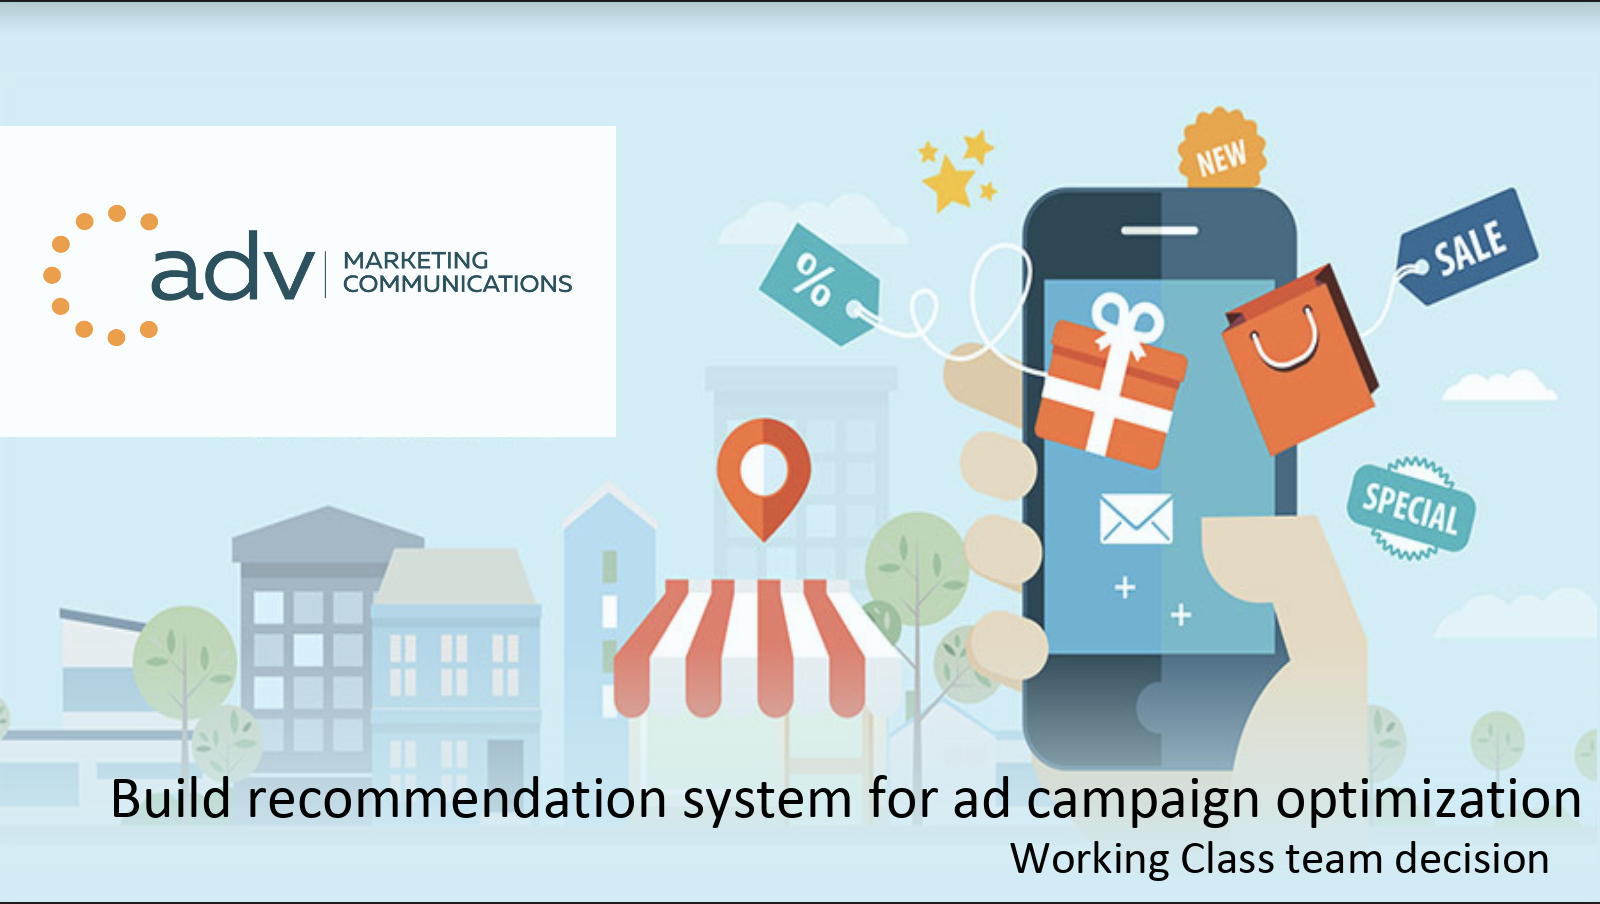 adv
MARKETING
COMMUNICATIONS
NEW
SALE
%
SPECIAL
Build recommendation system for ad campaign optimization
Working Class team decision